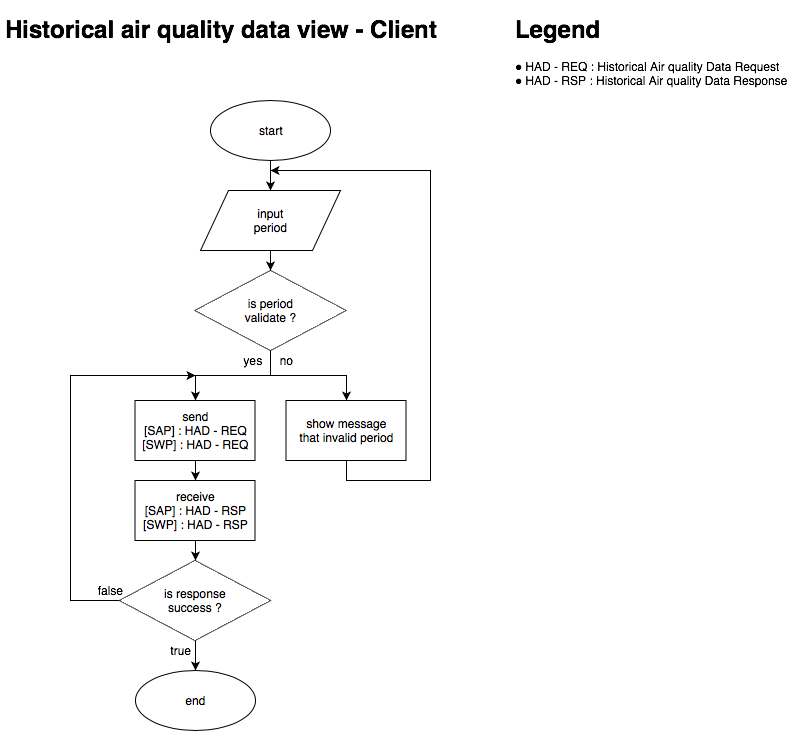 Historical air quality data view - Client
Legend
● HAD - REQ : Historical Air quality Data Request
● HAD - RSP : Historical Air quality Data Response
start
input
period
is period
validate ?
yes
no
send
[SAP] : HAD - REQ
[SWP] : HAD - REQ
show message
that invalid period
receive
[SAP] : HAD - RSP
[SWP] : HAD - RSP
false
is response
success ?
true
end